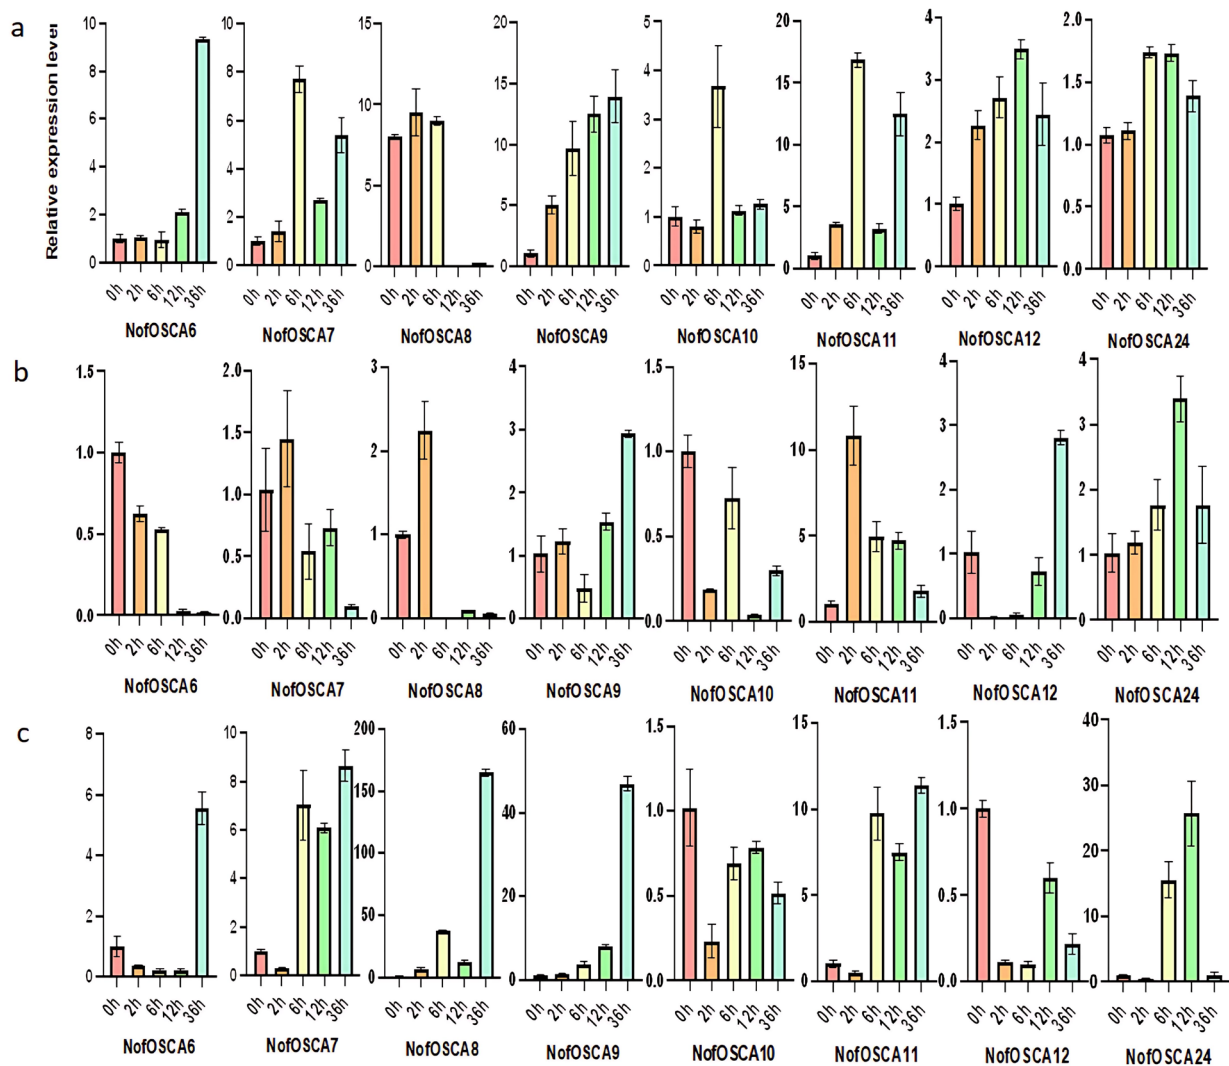 a
Relative expression level
10 8 6 4 2 0
0h 2h 6h 12h 36h
NofOSCA6
10 8 6 4 2 0
0h 2h 6h 12h 36h
NofOSCA7
15 10 5 0
0h 2h 6h 12h 36h
NofOSCA8
20 15 10 5 0
0h 2h 6h 12h 36h
NofOSCA9
5 4 3 2 1 0
0h 2h 6h 12h 36h
NofOSCA10
20 15 10 5 0
0h 2h 6h 12h 36h
NofOSCA11
4 3 2 1 0
0h 2h 6h 12h 36h
NofOSCA12
2.0 1.5 1.0 0.5 0.0
0h 2h 6h 12h 36h
NofOSCA24
b
1.5 1.0 0.5 0.0
0h 2h 6h 12h 36h
NofOSCA6
2.0 1.5 1.0 0.5 0.0
0h 2h 6h 12h 36h
NofOSCA7
3 2 1 0
0h 2h 6h 12h 36h
NofOSCA8
4 3 2 1 0
0h 2h 6h 12h 36h
NofOSCA9
1.5 1.0 0.5 0.0
0h 2h 6h 12h 36h
NofOSCA10
15 10 5 0
0h 2h 6h 12h 36h
NofOSCA11
4 3 2 1 0
0h 2h 6h 12h 36h
NofOSCA12
4 3 2 1 0
0h 2h 6h 12h 36h
NofOSCA24
c
8 6 4 2 0
0h 2h 6h 12h 36h
NofOSCA6
10 8 6 4 2 0
0h 2h 6h 12h 36h
NofOSCA7
200 150 100 50 0
0h 2h 6h 12h 36h
NofOSCA8
60 40 20 0
0h 2h 6h 12h 36h
NofOSCA9
1.5 1.0 0.5 0.0
0h 2h 6h 12h 36h
NofOSCA10
15 10 5 0
0h 2h 6h 12h 36h
NofOSCA11
1.5 1.0 0.5 0.0
0h 2h 6h 12h 36h
NofOSCA12
40 30 20 10 0
0h 2h 6h 12h 36h
NofOSCA24